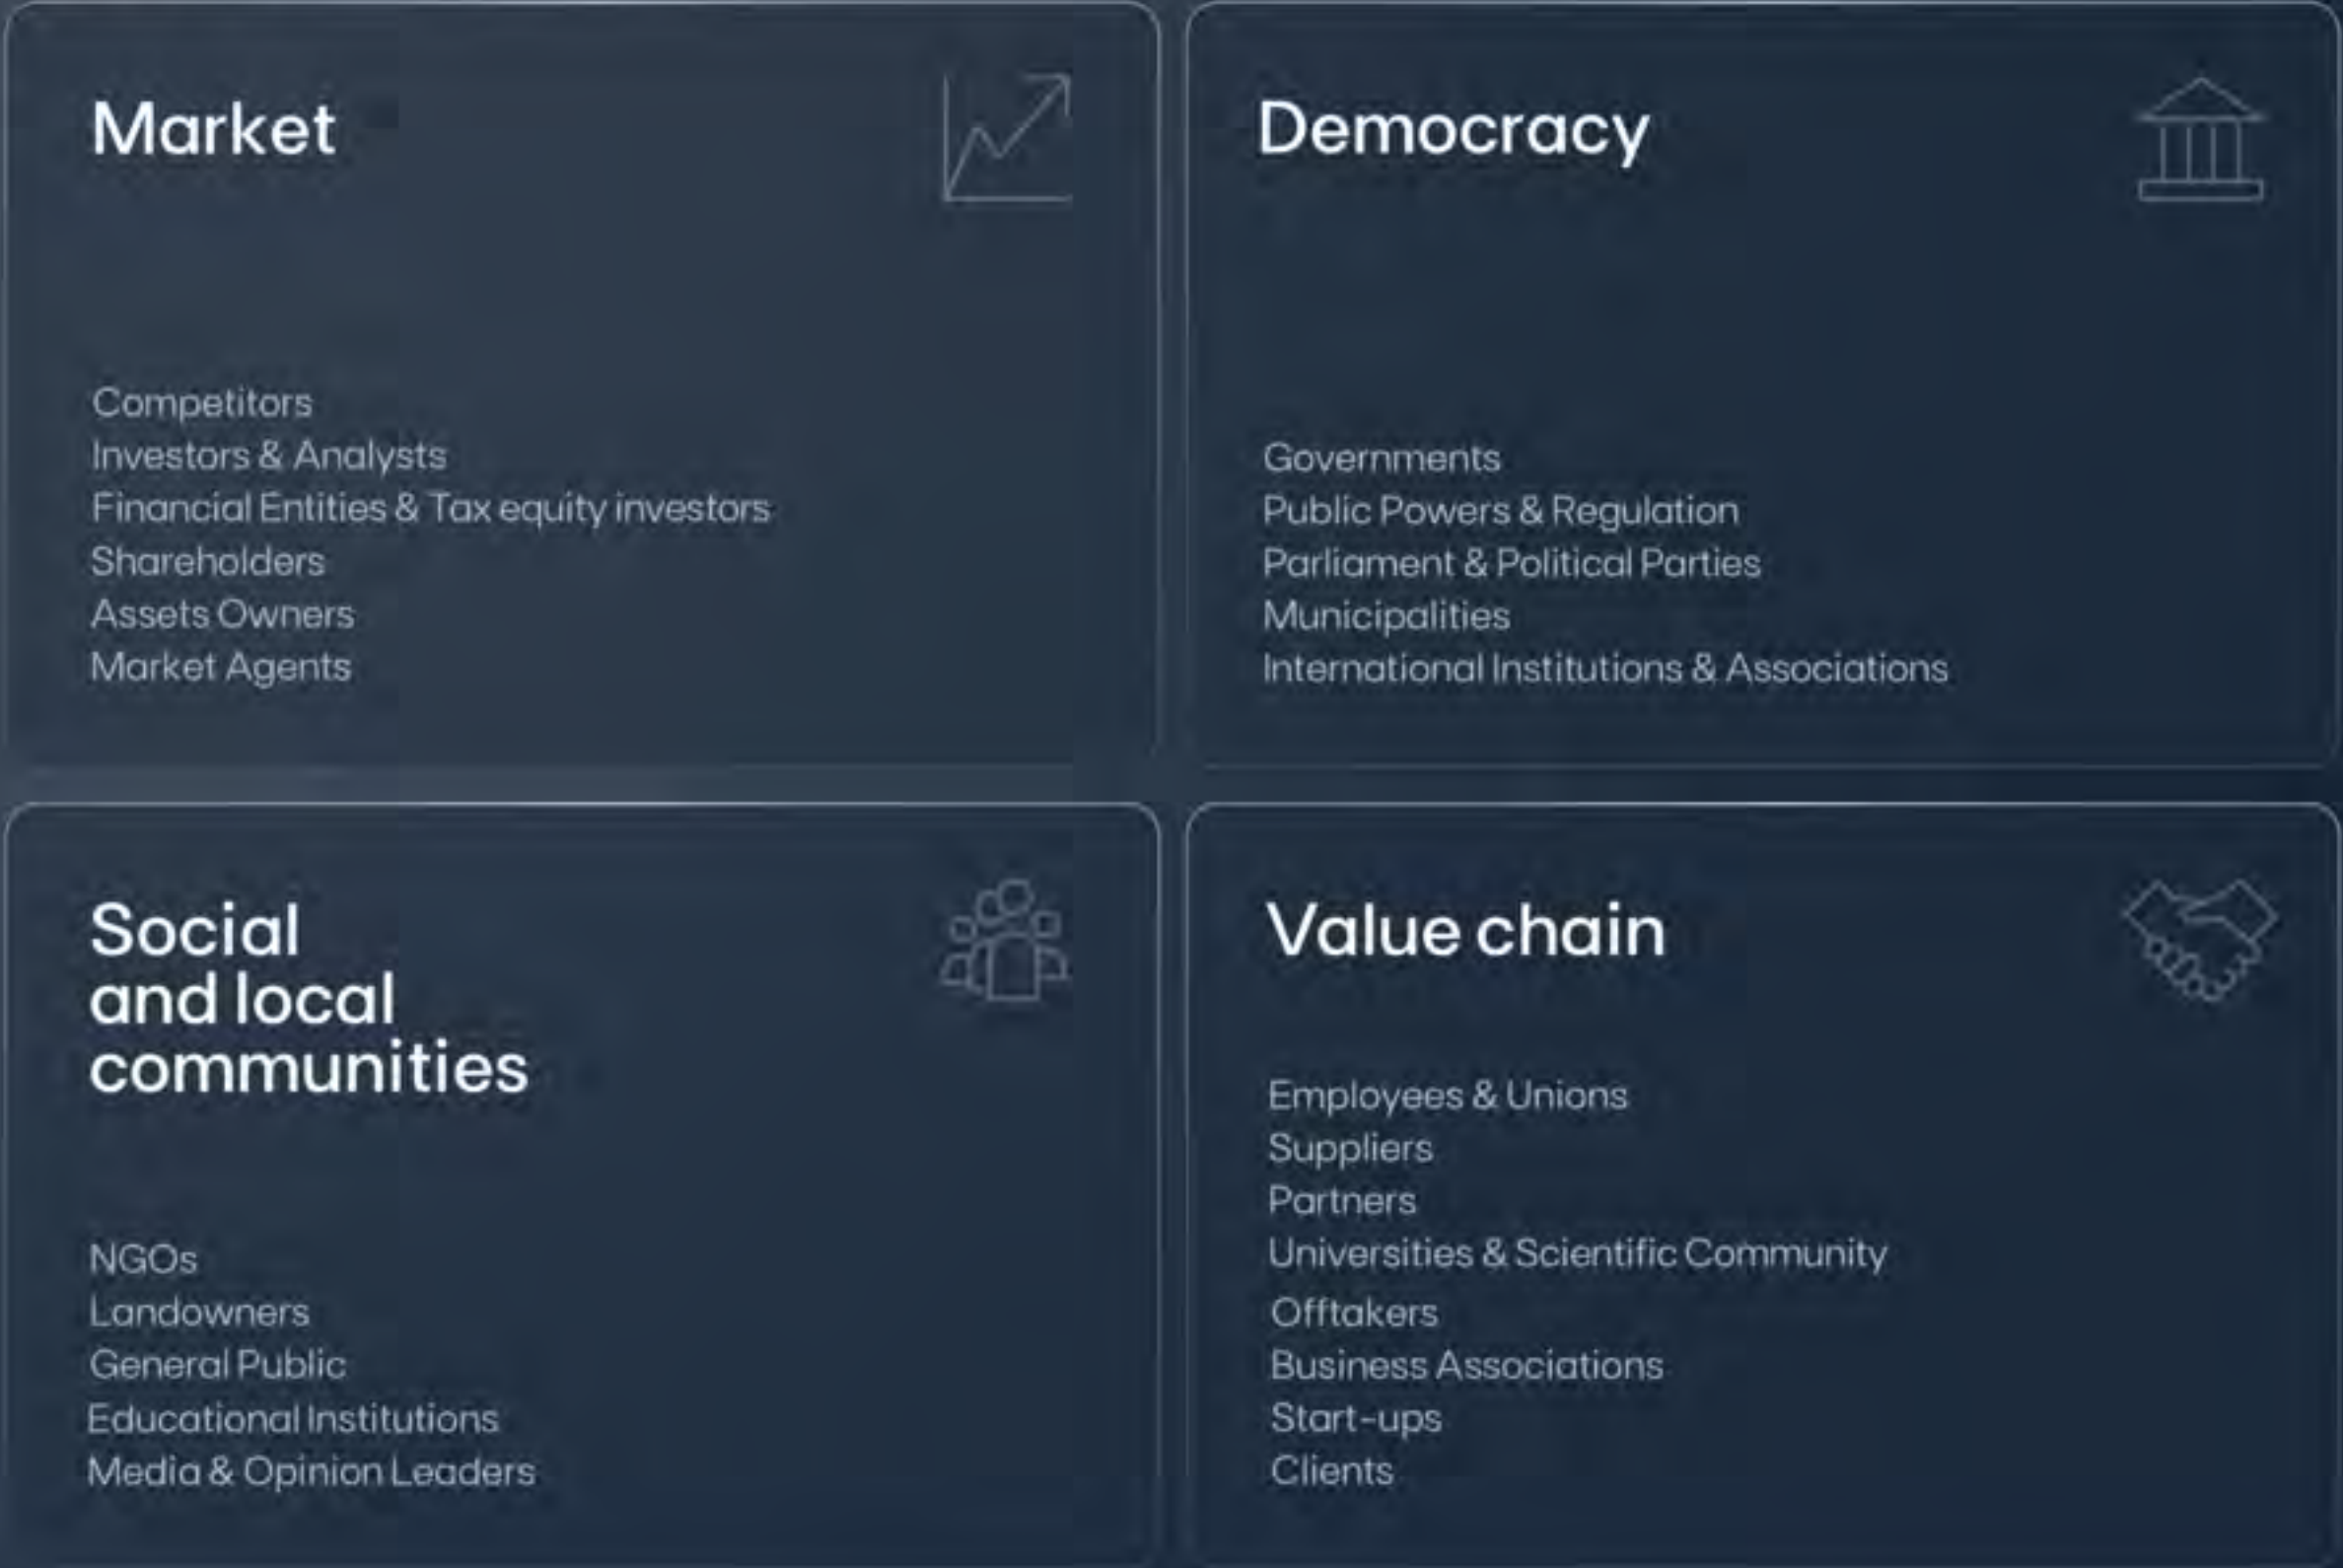 Market
Competitors
Investors & Analysts
Financial Entities & Tax equity investors
Shareholders
Assets Owners
Market Agents
Democracy
Governments
Public Powers & Regulation
Parliament & Political Parties
Municipalities
International Institutions & Associations
Social
and local
communities
NGOs
Landowners
General Public
Educational Institutions
Media & Opinion Leaders
Value chain
Employees & Unions
Suppliers
Partners
Universities & Scientific Community
Offtakers
Business Associations
Start-ups
Clients